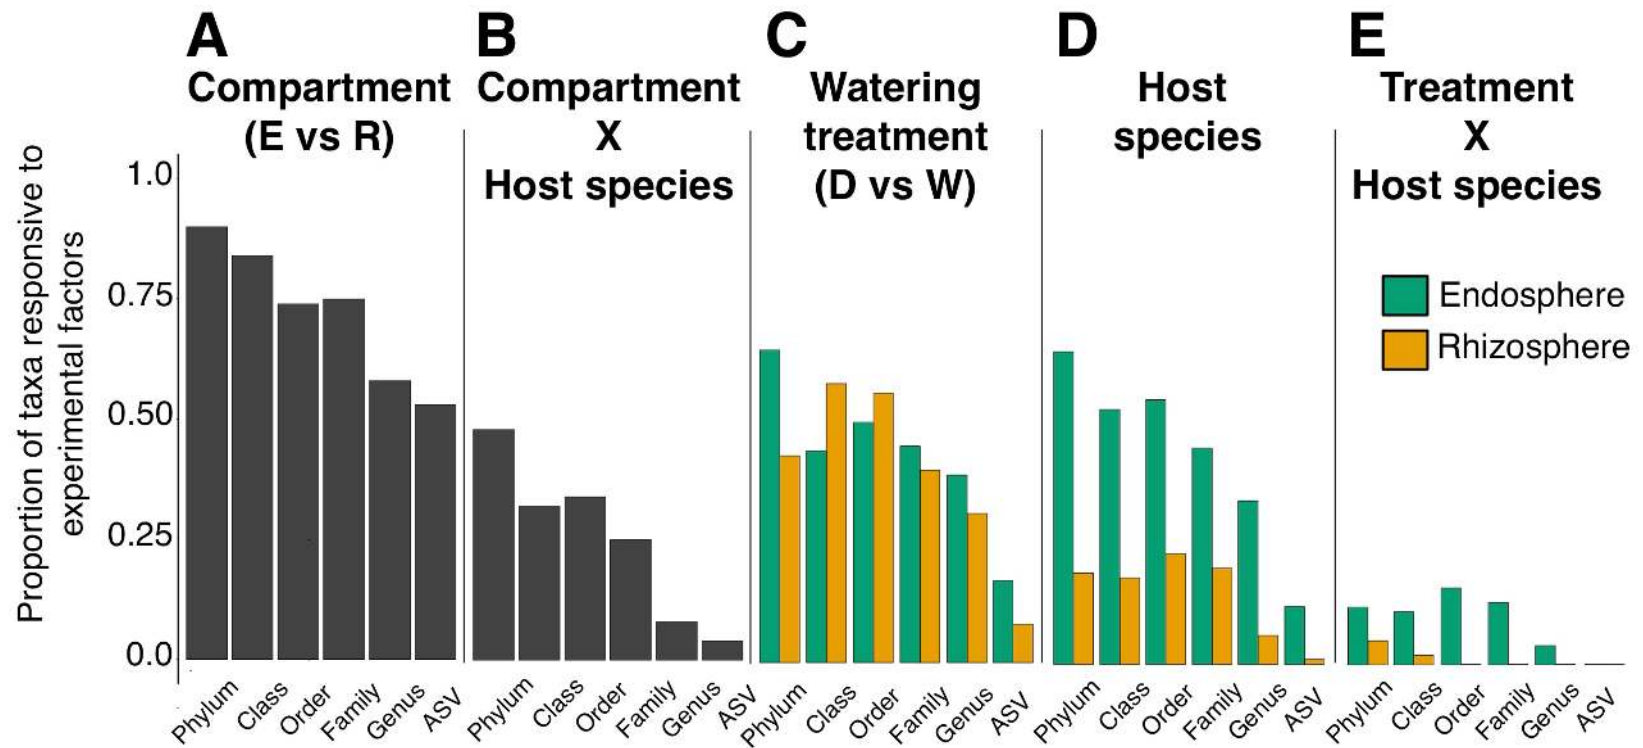 A
Compartment
(E vs R)
B
Compartment
X
Host species
C
Watering
treatment
(D vs W)
D
Host
species
E
Treatment
X
Host species
Proportion of taxa responsive to
experimental factors
1.0
0.75
0.50
0.25
0.0
Endosphere
Rhizosphere
Phylum
Class
Order
Family
Genus
ASV
Phylum
Class
Order
Family
Genus
ASV
Phylum
Class
Order
Family
Genus
ASV
Phylum
Class
Order
Family
Genus
ASV
Phylum
Class
Order
Family
Genus
ASV